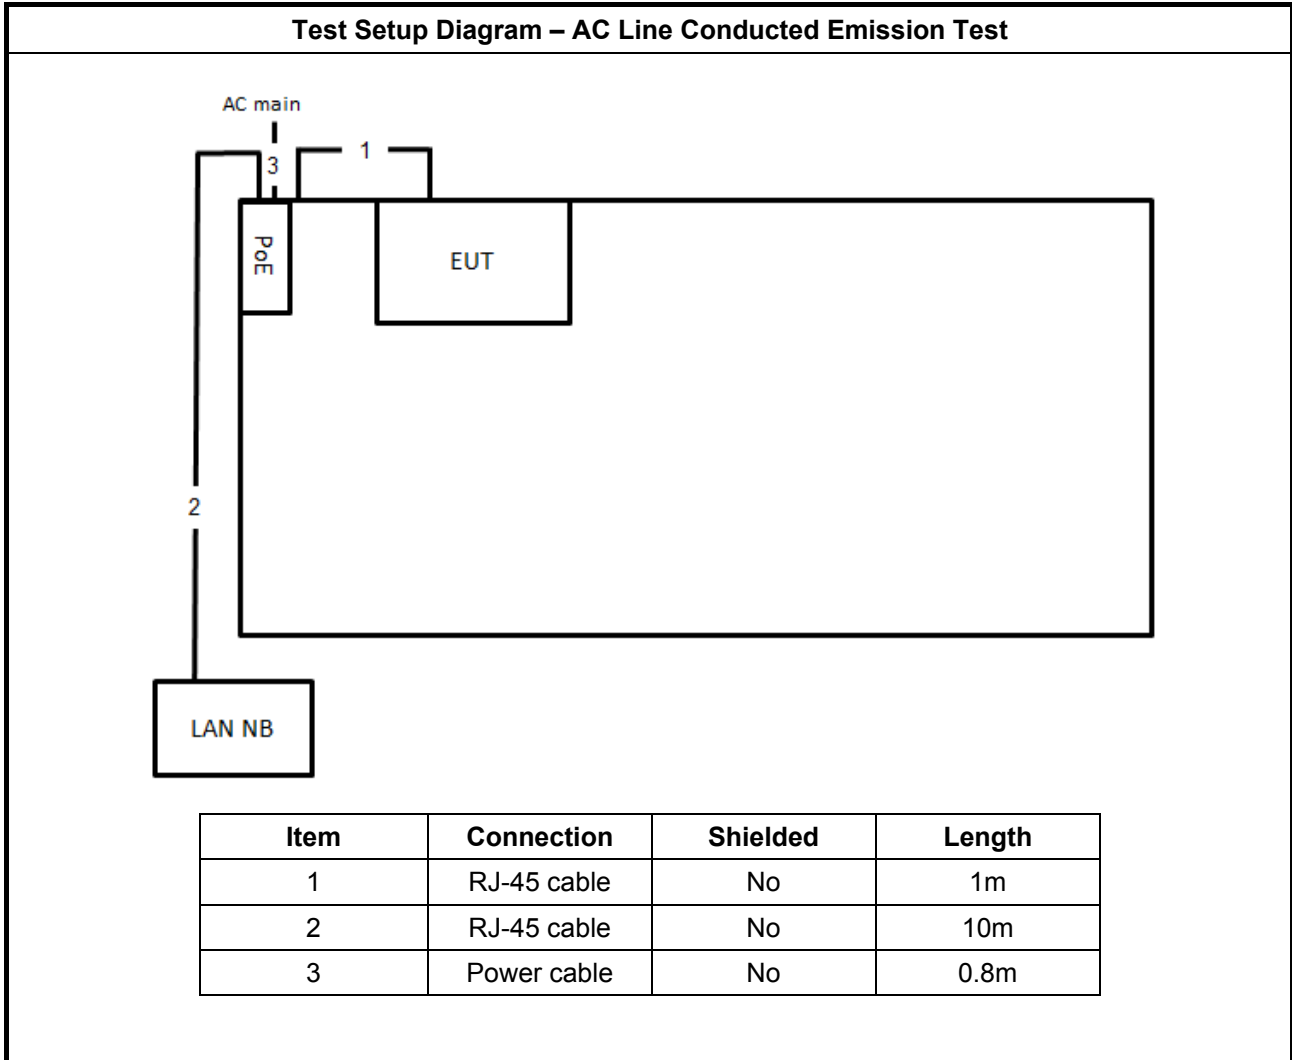 Test Setup Diagram – AC Line Conducted Emission Test
AC main
1
3
PoE
EUT
2
LAN NB
Item Connection Shielded Length
1 RJ-45 cable No 1m
2 RJ-45 cable No 10m
3 Power cable No 0.8m